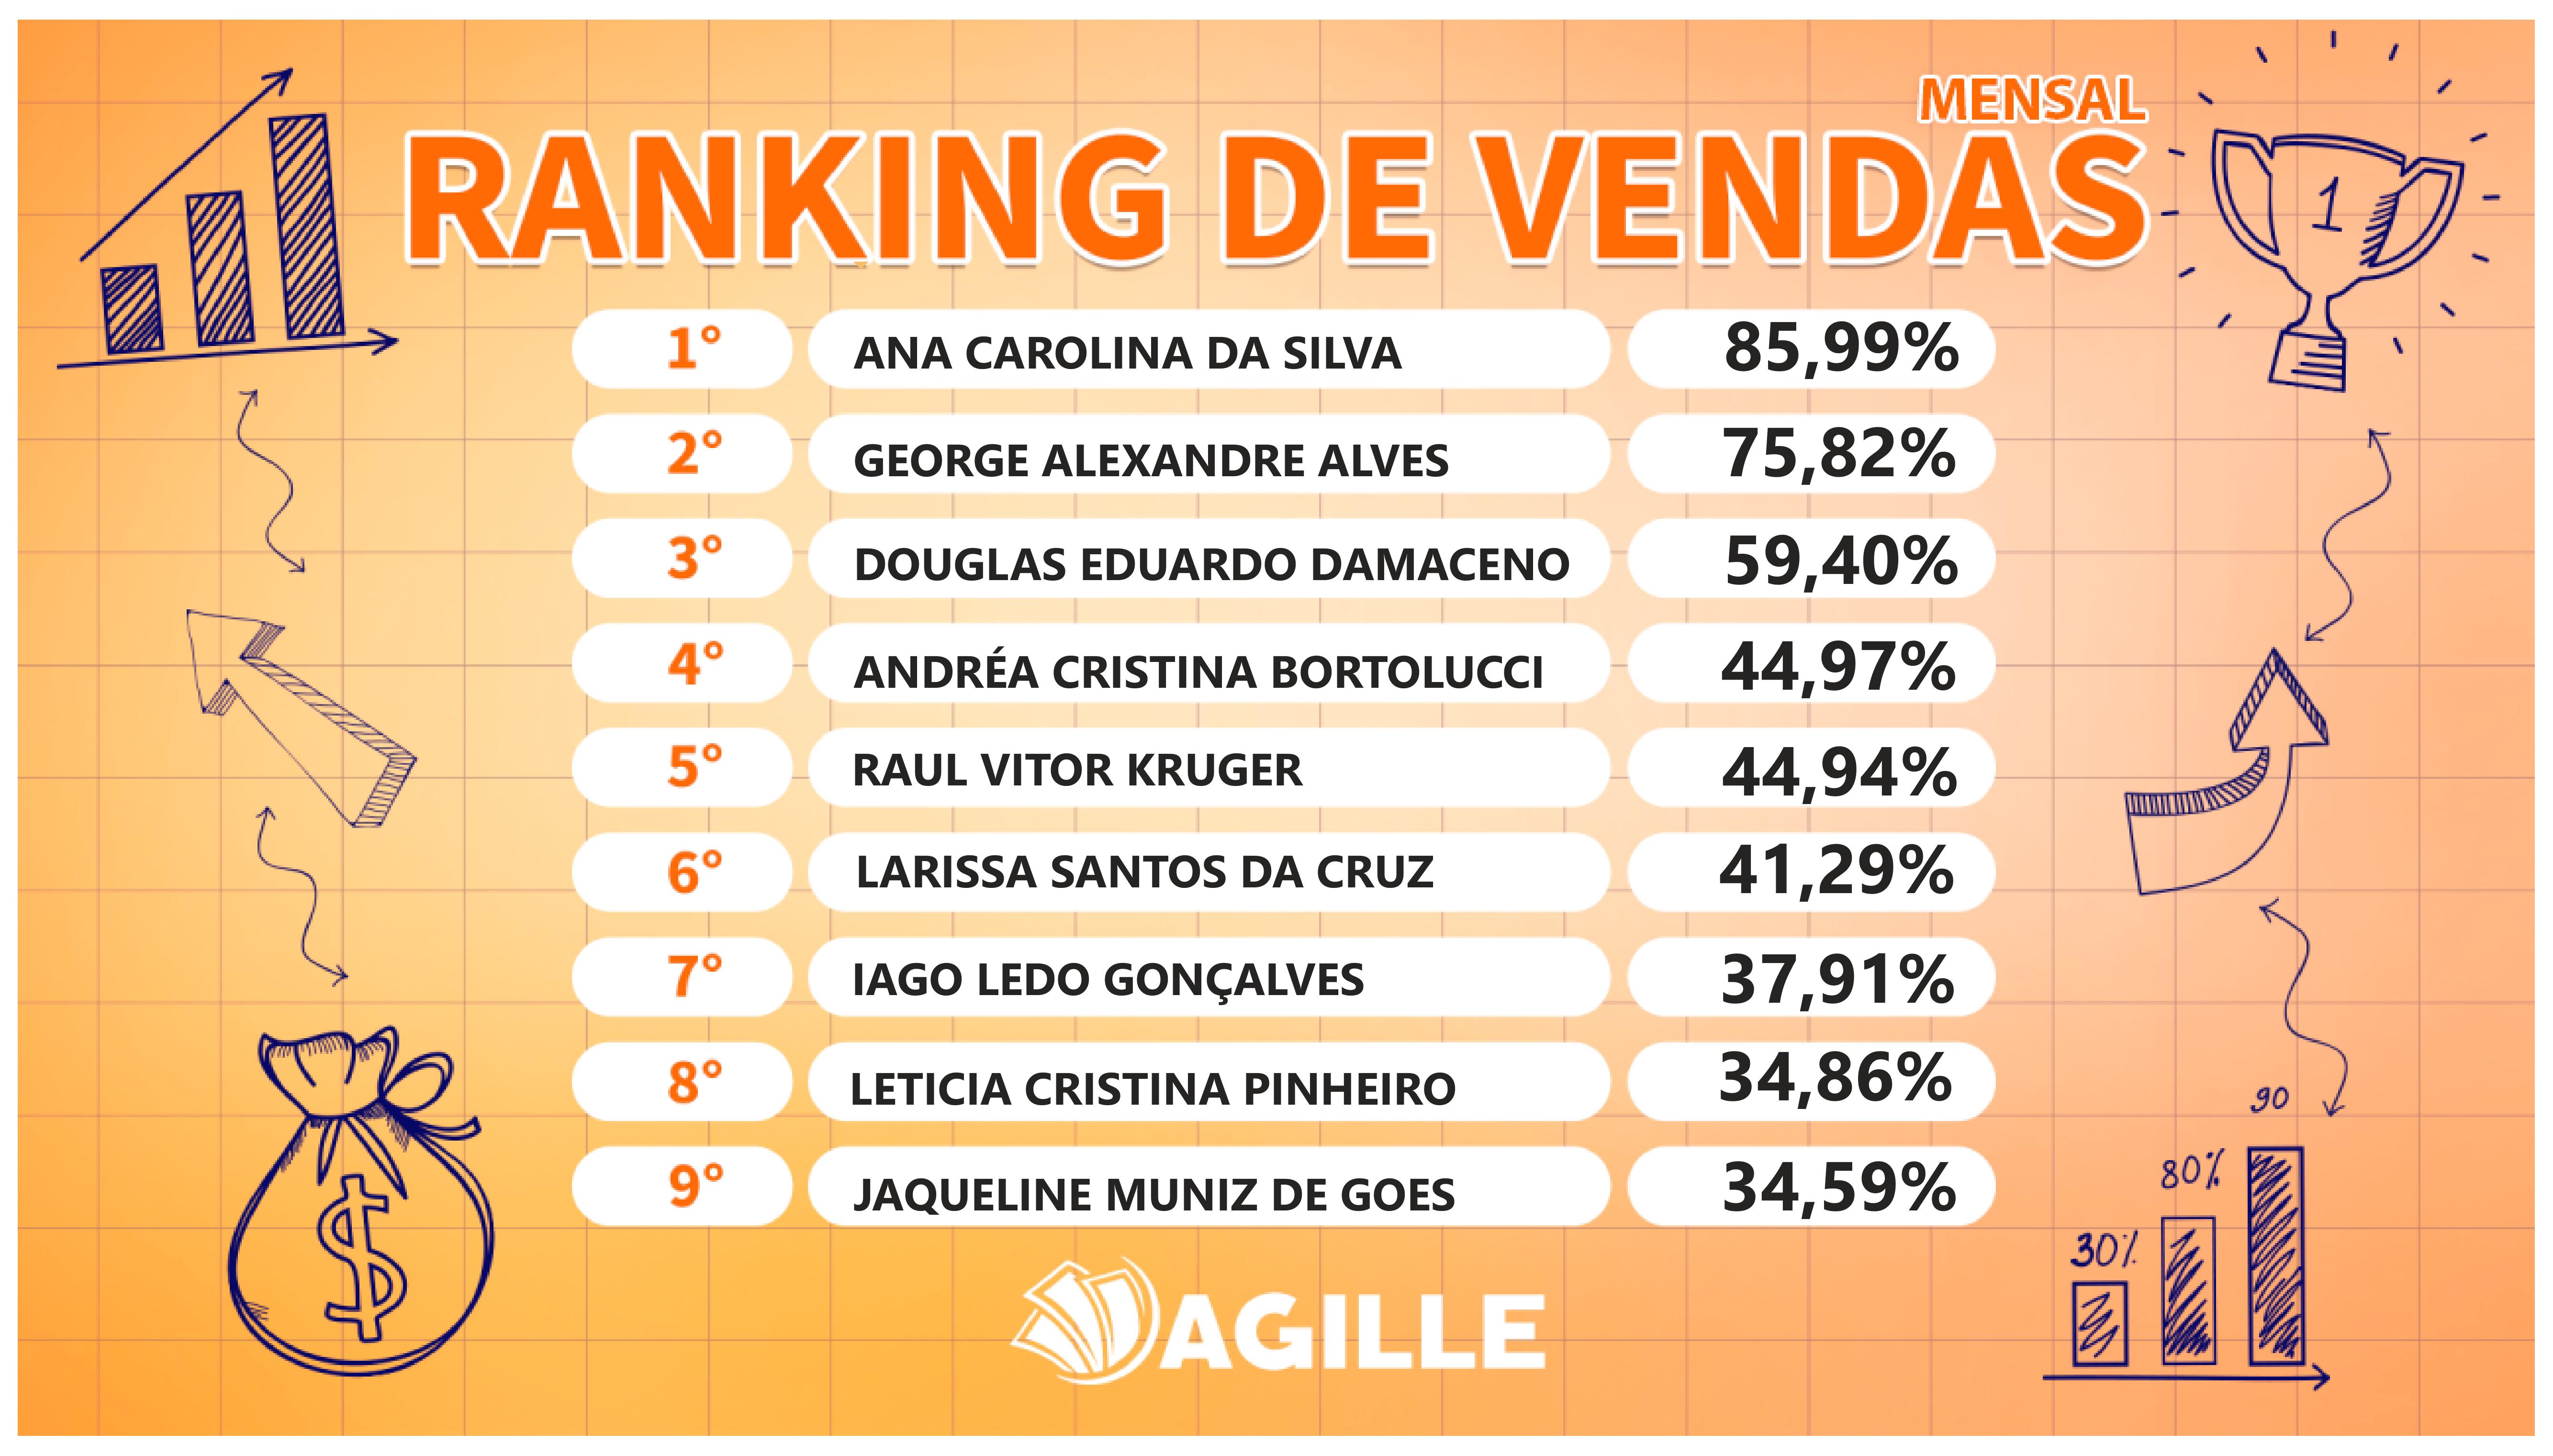 MENSAL
RANKING DE VENDAS
1
1° ANA CAROLINA DA SILVA 85,99%
2° GEORGE ALEXANDRE ALVES 75,82%
3° DOUGLAS EDUARDO DAMACENO 59,40%
4° ANDRÉA CRISTINA BORTOLUCCI 44,97%
5° RAUL VITOR KRUGER 44,94%
6° LARISSA SANTOS DA CRUZ 41,29%
7° IAGO LEDO GONÇALVES 37,91%
8° LETICIA CRISTINA PINHEIRO 34,86%
9° JAQUELINE MUNIZ DE GOES 34,59%
90
80%
30%
$
AGILLE